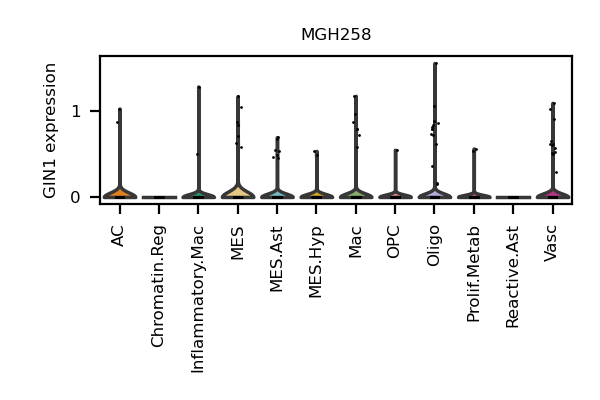 MGH258
GIN1 expression
1
0
AC
Chromatin.Reg
Inflammatory.Mac
MES
MES.Ast
MES.Hyp
Mac
OPC
Oligo
Prolif.Metab
Reactive.Ast
Vasc